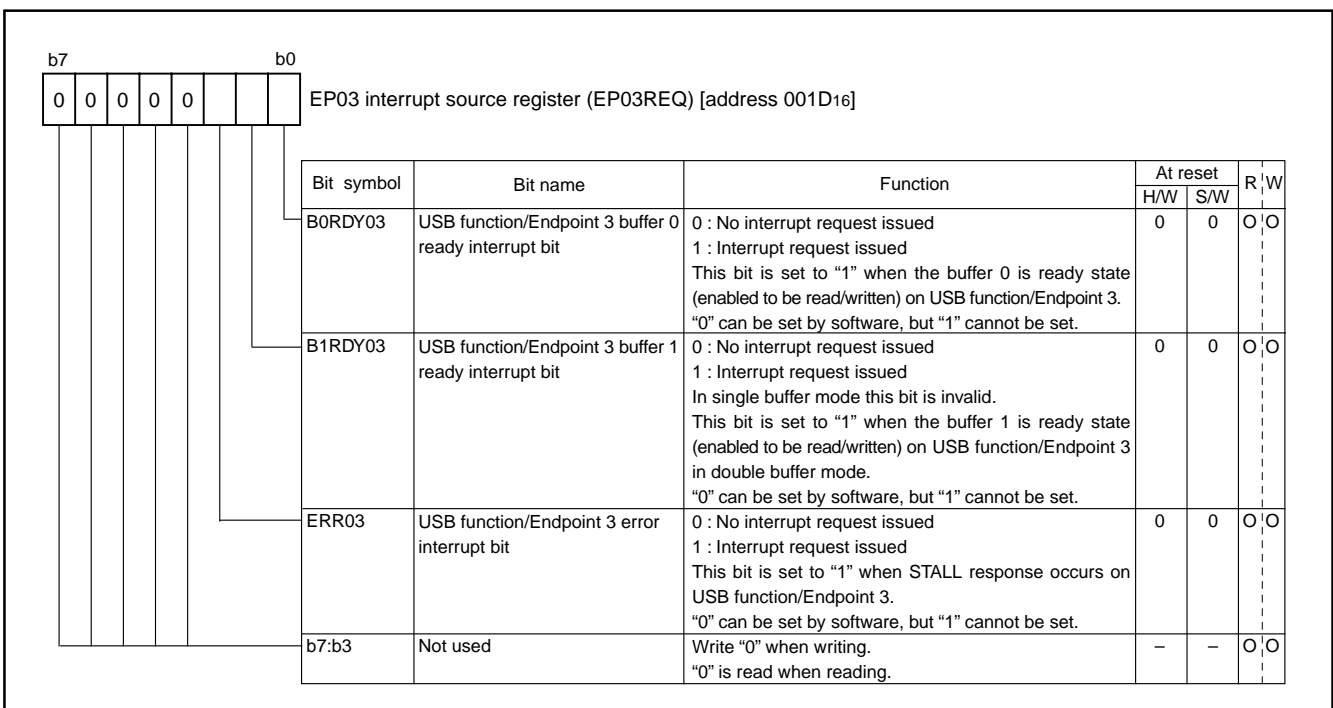 b7 b0
0 0 0 0 0
EP03 interrupt source register (EP03REQ) [address 001D16]
Bit symbol Bit name Function At reset R W
H/W S/W
B0RDY03 USB function/Endpoint 3 buffer 0 0 : No interrupt request issued 0 0 O O
ready interrupt bit 1 : Interrupt request issued
This bit is set to “1” when the buffer 0 is ready state
(enabled to be read/written) on USB function/Endpoint 3.
“0” can be set by software, but “1” cannot be set.
B1RDY03 USB function/Endpoint 3 buffer 1 0 : No interrupt request issued 0 0 O O
ready interrupt bit 1 : Interrupt request issued
In single buffer mode this bit is invalid.
This bit is set to “1” when the buffer 1 is ready state
(enabled to be read/written) on USB function/Endpoint 3
in double buffer mode.
“0” can be set by software, but “1” cannot be set.
ERR03 USB function/Endpoint 3 error 0 : No interrupt request issued 0 0 O O
interrupt bit 1 : Interrupt request issued
This bit is set to “1” when STALL response occurs on
USB function/Endpoint 3.
“0” can be set by software, but “1” cannot be set.
b7:b3 Not used Write “0” when writing. – – O O
“0” is read when reading.